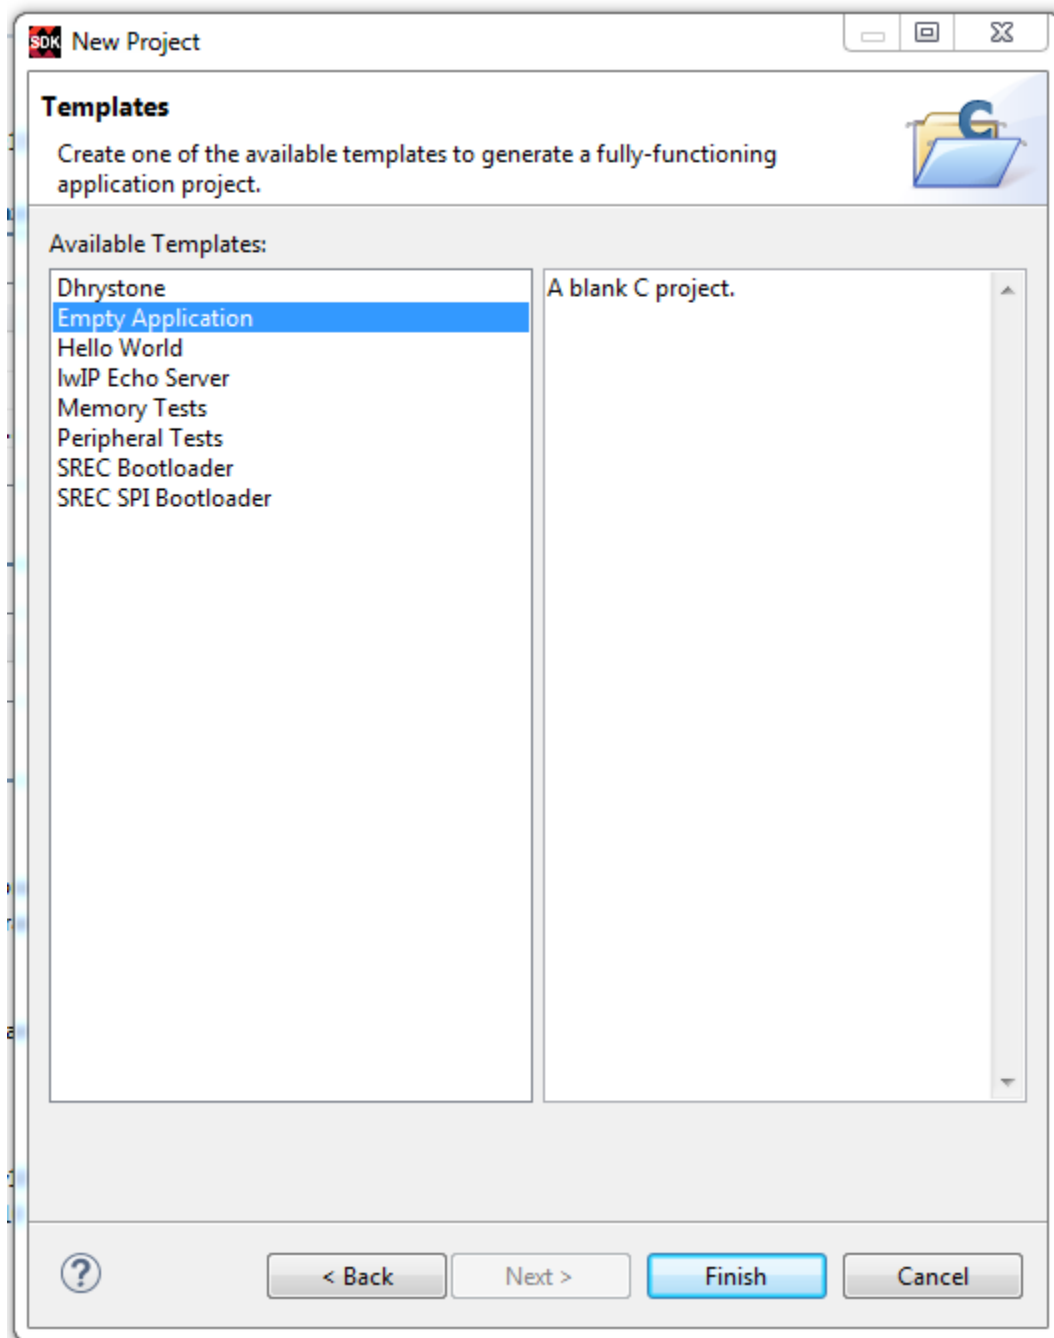 SDK New Project
Templates
Create one of the available templates to generate a fully-functioning
application project.
C
Available Templates:
Dhrystone
Empty Application
Hello World
lwIP Echo Server
Memory Tests
Peripheral Tests
SREC Bootloader
SREC SPI Bootloader
A blank C project.
?
< Back
Next >
Finish
Cancel